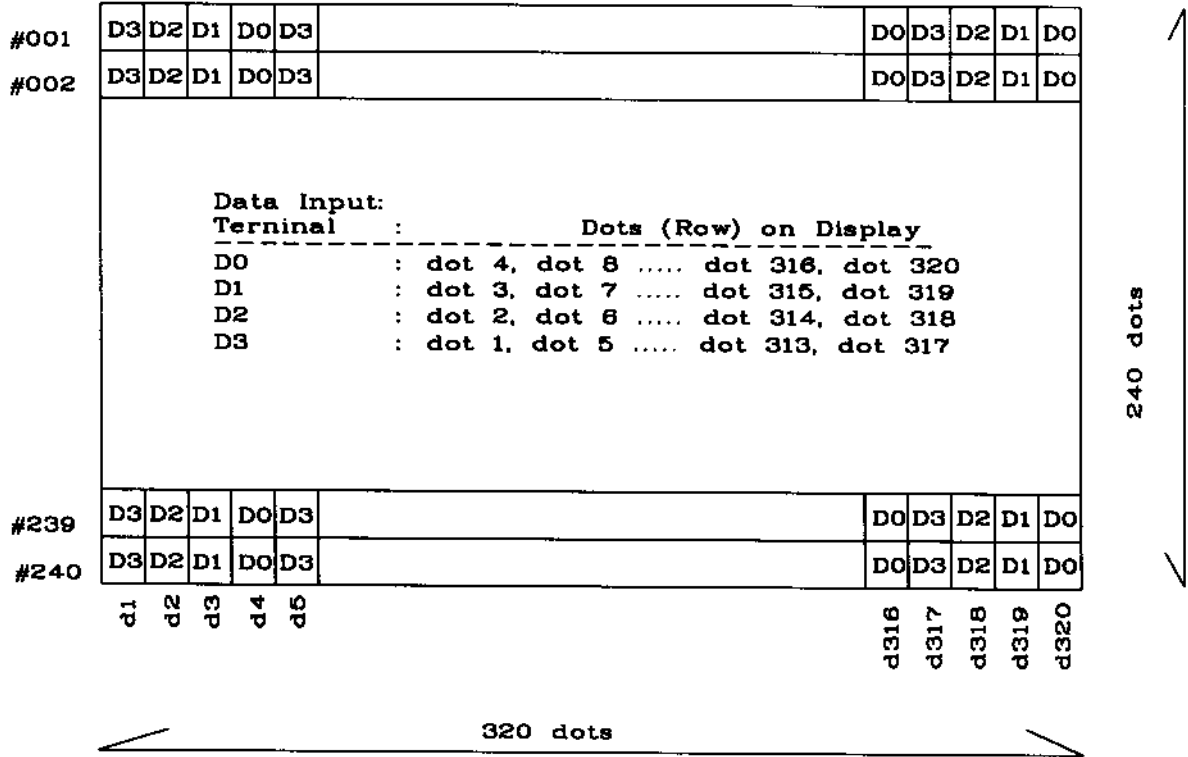 #001 D3 D2 D1 D0 D3 D0 D3 D2 D1 D0
#002 D3 D2 D1 D0 D3 D0 D3 D2 D1 D0
Data Input:
Terninal : Dots (Row) on Display
D0 : dot 4, dot 8 ..... dot 316, dot 320
D1 : dot 3, dot 7 ..... dot 315, dot 319
D2 : dot 2, dot 6 ..... dot 314, dot 318
D3 : dot 1, dot 5 ..... dot 313, dot 317
240 dots
#239 D3 D2 D1 D0 D3 D0 D3 D2 D1 D0
#240 D3 D2 D1 D0 D3 D0 D3 D2 D1 D0
d1 d2 d3 d4 d5 d316 d317 d318 d319 d320
320 dots